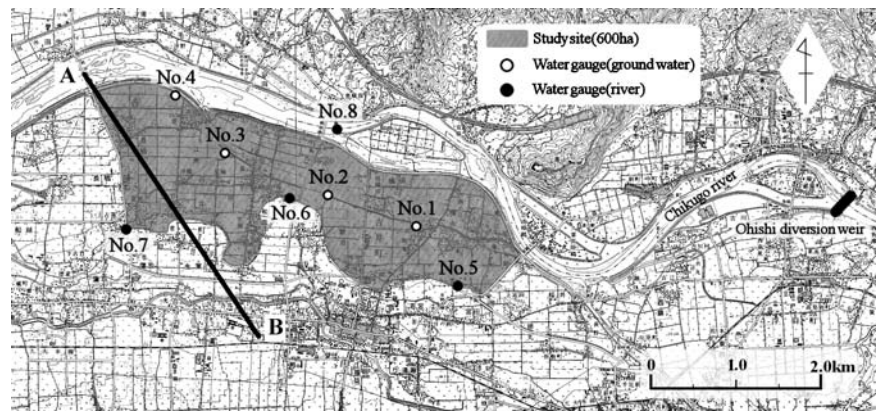 Study site(600ha)
Water gauge(ground water)
Water gauge(river)
A
No.4
No.8
No.3
No.2
No.6
No.1
No.7
No.5
B
Chikugo river
Ohishi diversion weir
0 1.0 2.0km